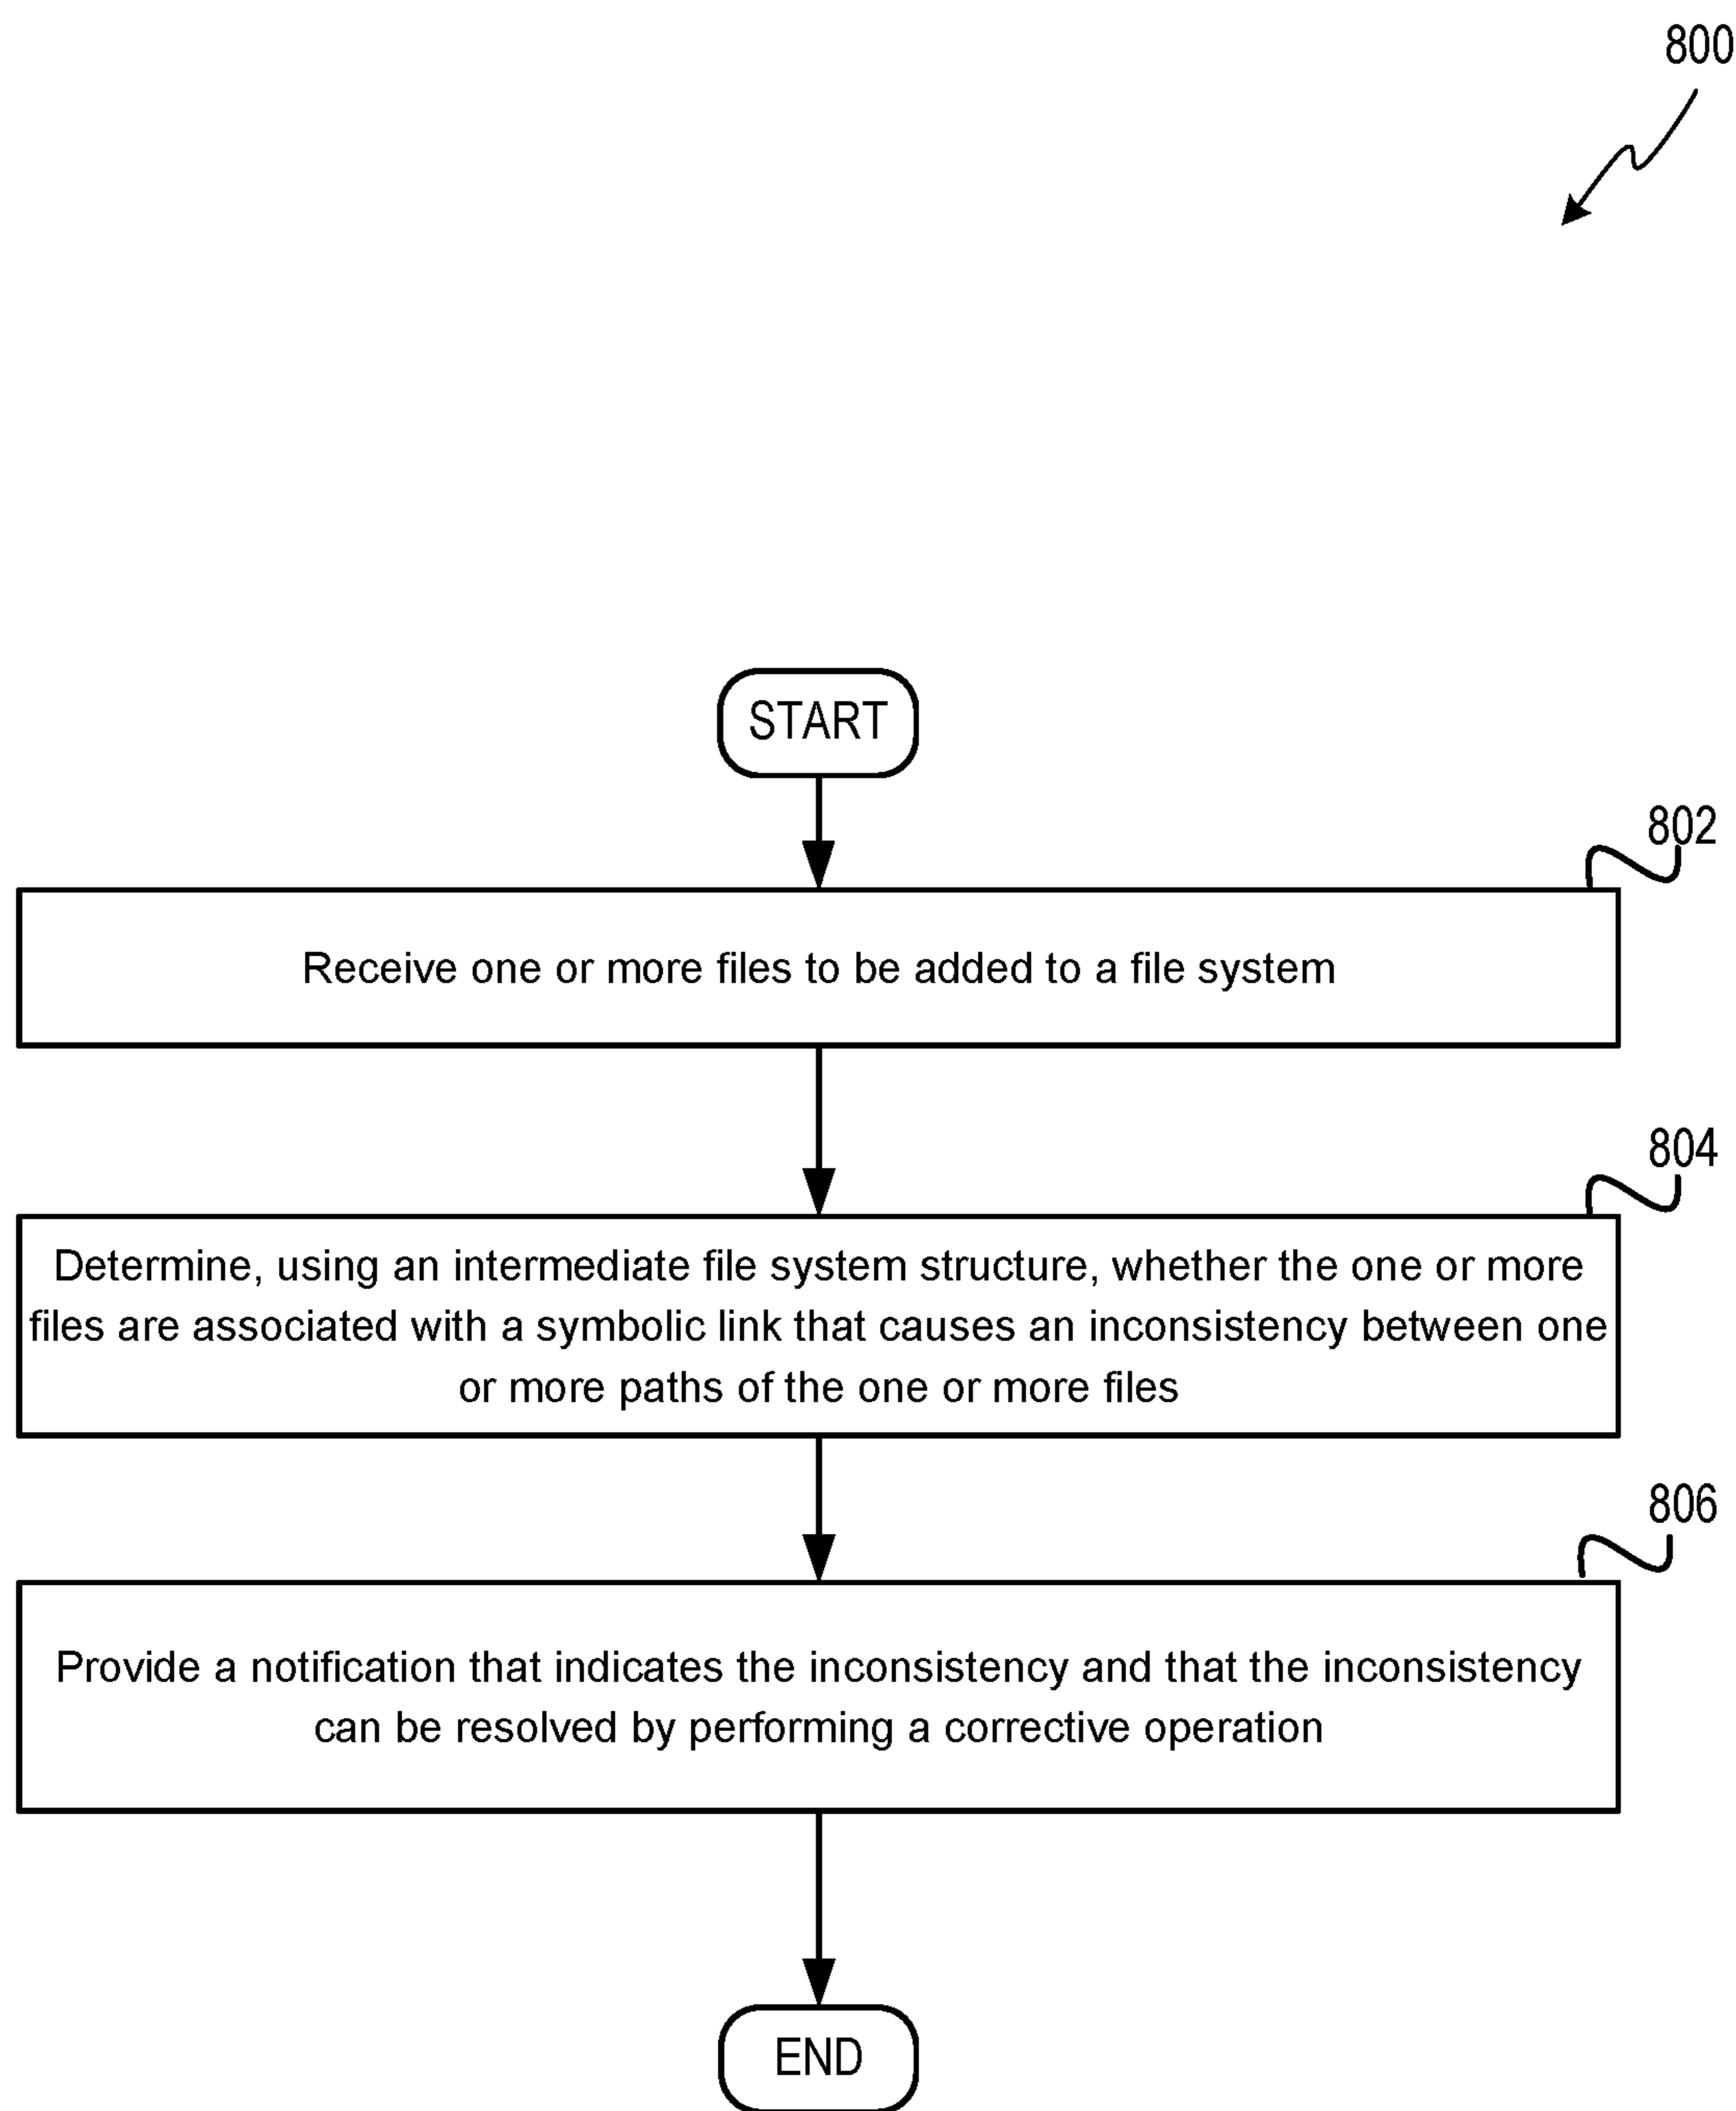 800
START
802
Receive one or more files to be added to a file system
804
Determine, using an intermediate file system structure, whether the one or more
files are associated with a symbolic link that causes an inconsistency between one
or more paths of the one or more files
806
Provide a notification that indicates the inconsistency and that the inconsistency
can be resolved by performing a corrective operation
END